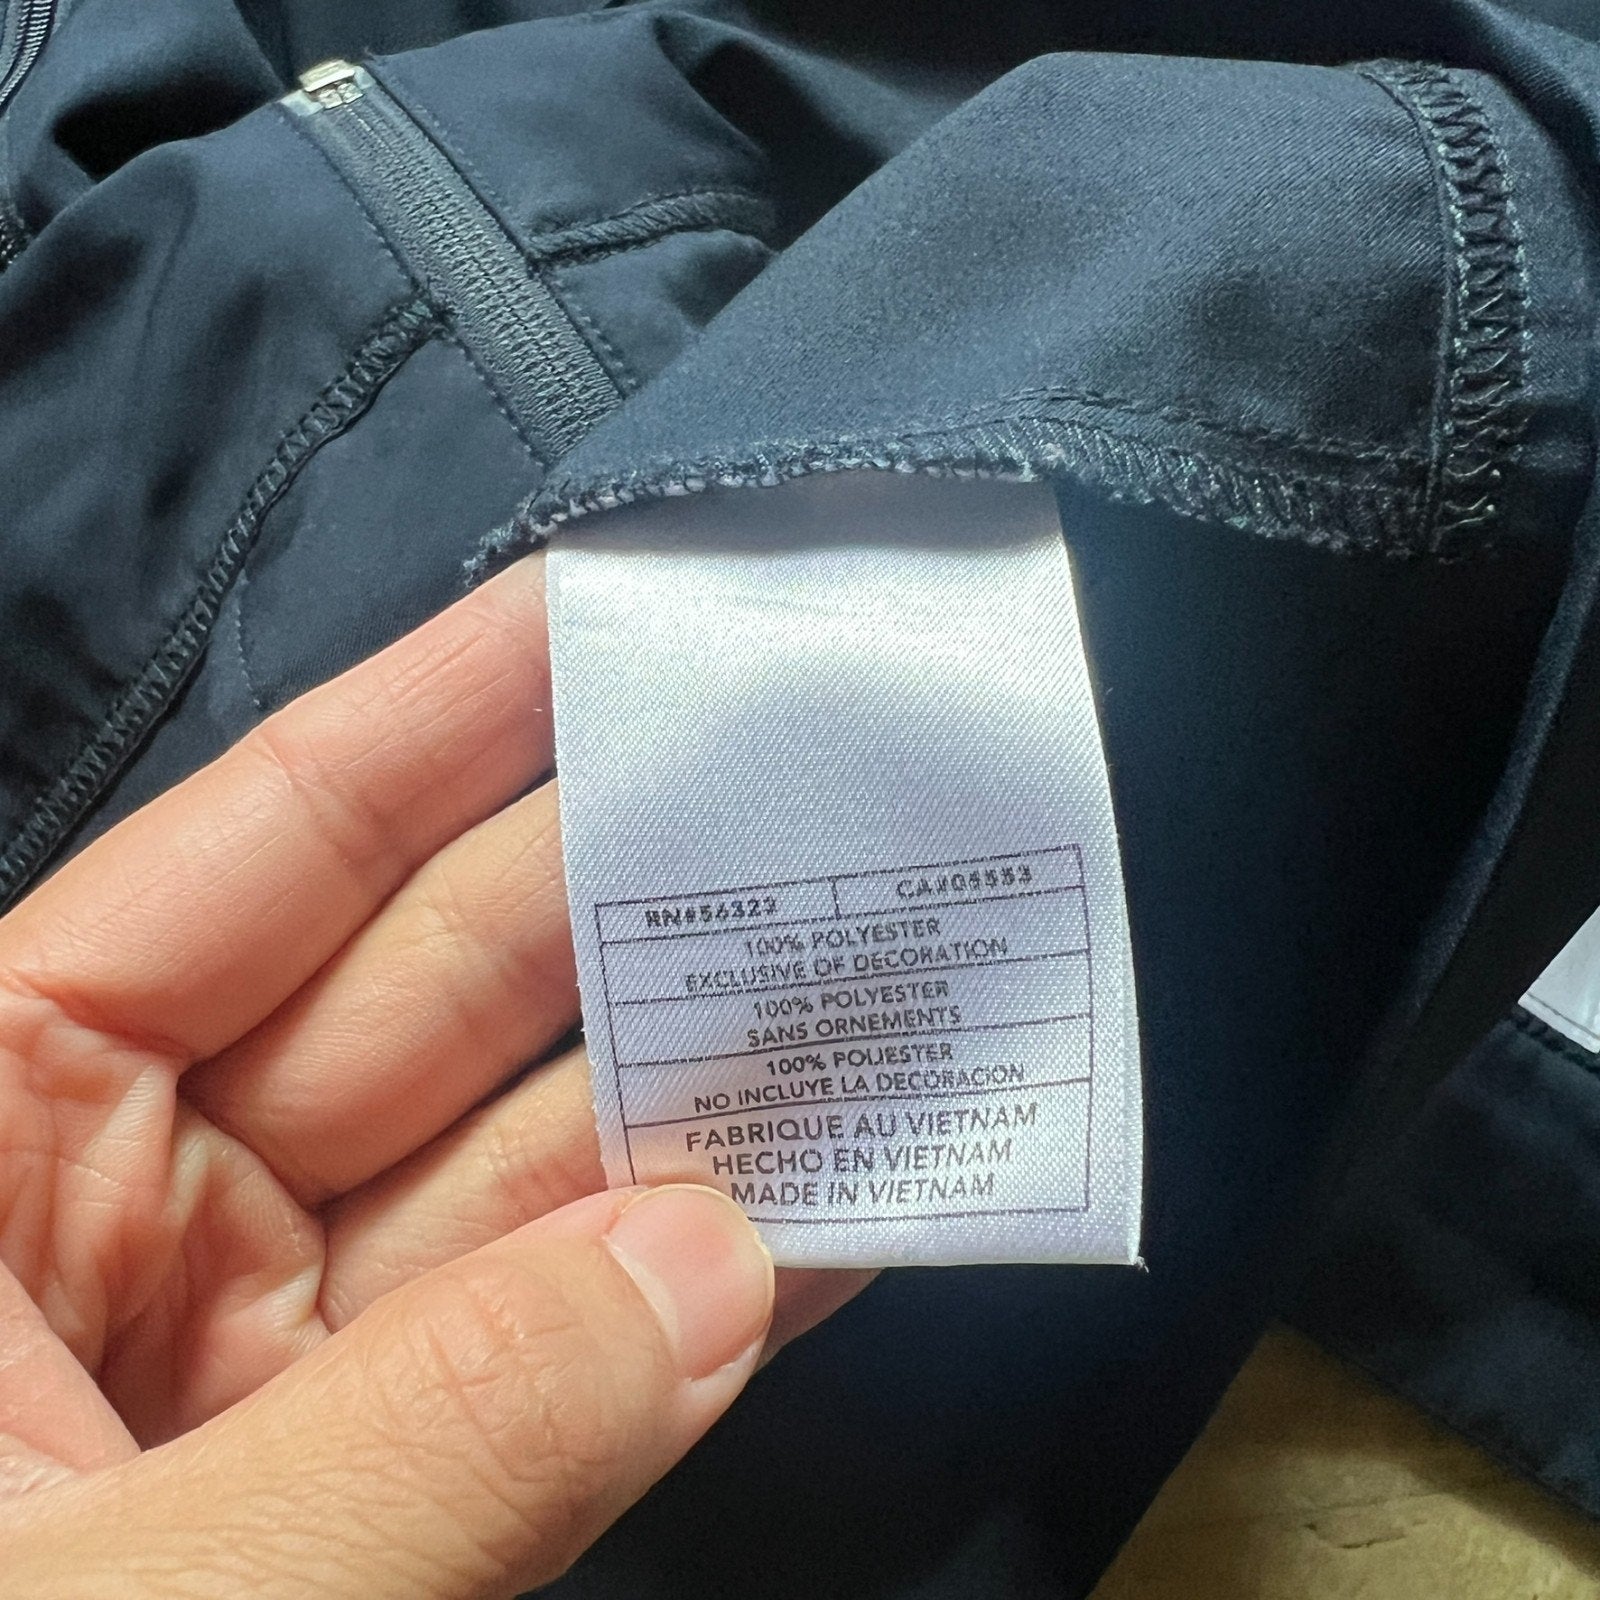 RN#56323 CA#05553
100% POLYESTER
EXCLUSIVE OF DECORATION
100% POLYESTER
SANS ORNEMENTS
100% POLIESTER
NO INCLUYE LA DECORACION
FABRIQUE AU VIETNAM
HECHO EN VIETNAM
MADE IN VIETNAM